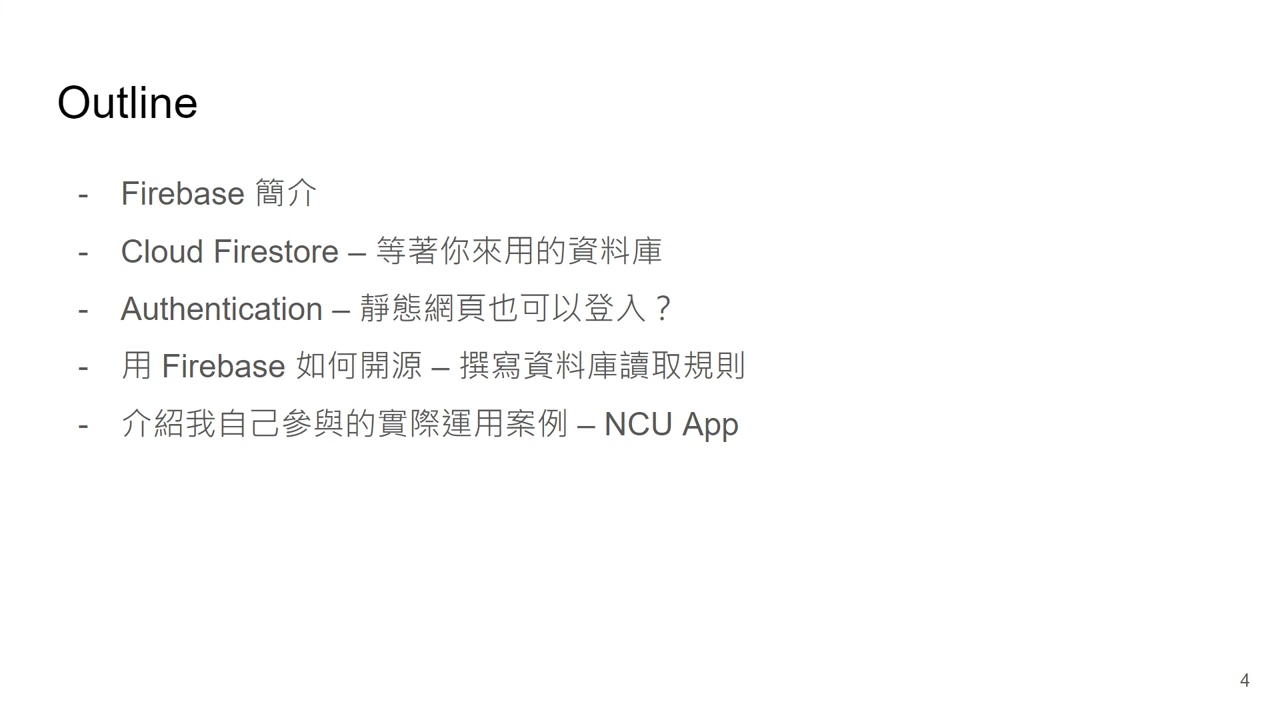 Outline
- Firebase 簡介
- Cloud Firestore – 等著你來用的資料庫
- Authentication – 靜態網頁也可以登入？
- 用 Firebase 如何開源 – 撰寫資料庫讀取規則
- 介紹我自己參與的實際運用案例 – NCU App
4